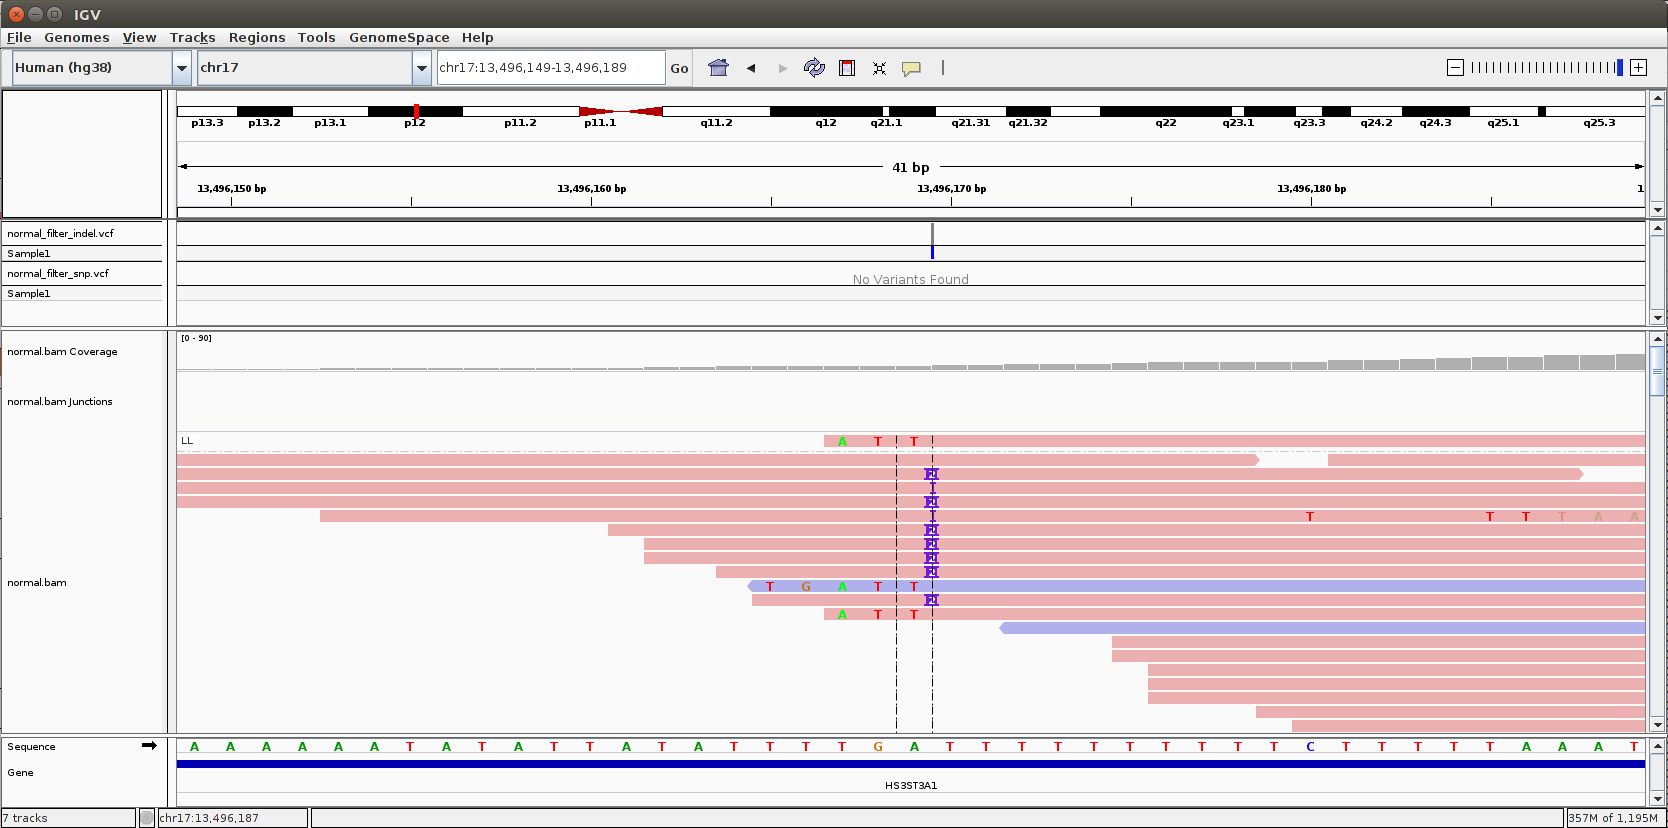 IGV
File Genomes View Tracks Regions Tools GenomeSpace Help
Human (hg38) chr17 chr17:13,496,149-13,496,189 Go
p13.3 p13.2 p13.1 p12 p11.2 p11.1 q11.2 q12 q21.1 q21.31 q21.32 q22 q23.1 q23.3 q24.2 q24.3 q25.1 q25.3
41 bp
13,496,150 bp 13,496,160 bp 13,496,170 bp 13,496,180 bp 1
normal_filter_indel.vcf
Sample1
normal_filter_snp.vcf
No Variants Found
Sample1
[0 - 90]
normal.bam Coverage
normal.bam Junctions
LL A T T
T T T T A A
normal.bam T G A T T
A T T
Sequence A A A A A A T A T A T T A T A T T T T G A T T T T T T T T T T C T T T T T A A A T
Gene
HS3ST3A1
7 tracks chr17:13,496,187 357M of 1,195M